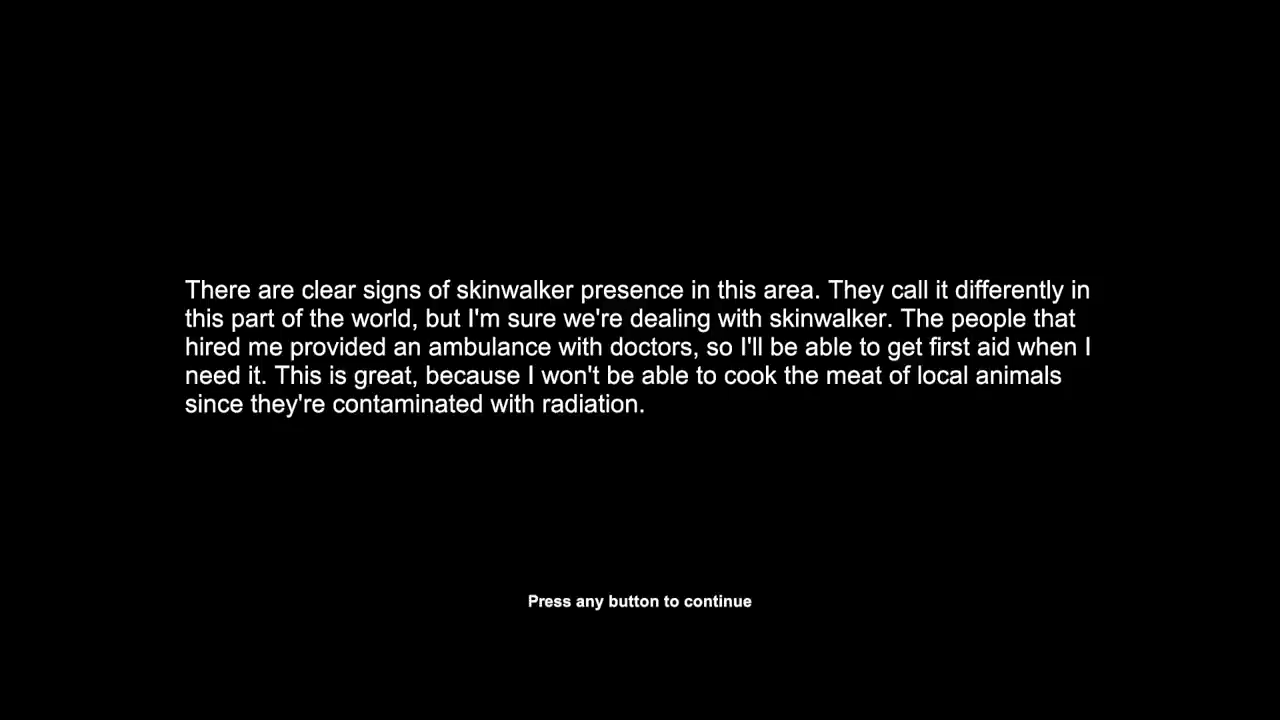 There are clear signs of skinwalker presence in this area. They call it differently in
this part of the world, but I'm sure we're dealing with skinwalker. The people that
hired me provided an ambulance with doctors, so I'll be able to get first aid when I
need it. This is great, because I won't be able to cook the meat of local animals
since they're contaminated with radiation.
Press any button to continue